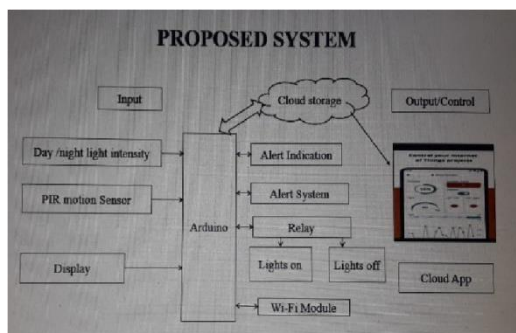 PROPOSED SYSTEM
Input
Cloud storage
Output/Control
Day /night light intensity
Alert Indication
PIR motion Sensor
Alert System
Arduino
Relay
Display
Lights on
Lights off
Cloud App
Wi-Fi Module